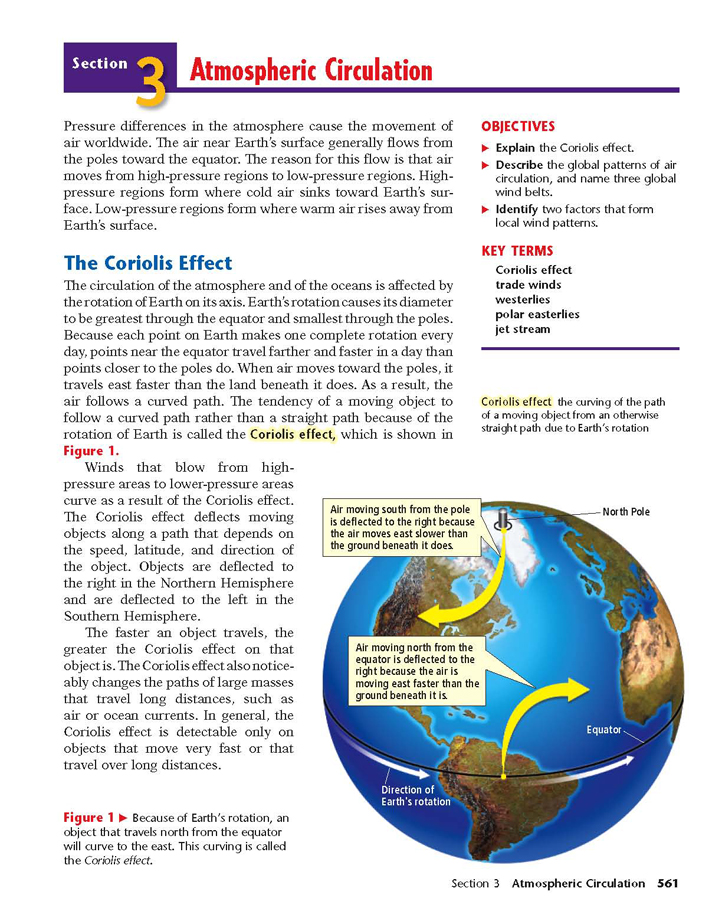 Section 3 Atmospheric Circulation
Pressure differences in the atmosphere cause the movement of
air worldwide. The air near Earth's surface generally flows from
the poles toward the equator. The reason for this flow is that air
moves from high-pressure regions to low-pressure regions. High-
pressure regions form where cold air sinks toward Earth's sur-
face. Low-pressure regions form where warm air rises away from
Earth's surface.
The Coriolis Effect
The circulation of the atmosphere and of the oceans is affected by
the rotation of Earth on its axis. Earth's rotation causes its diameter
to be greatest through the equator and smallest through the poles.
Because each point on Earth makes one complete rotation every
day, points near the equator travel farther and faster in a day than
points closer to the poles do. When air moves toward the poles, it
travels east faster than the land beneath it does. As a result, the
air follows a curved path. The tendency of a moving object to
follow a curved path rather than a straight path because of the
rotation of Earth is called the Coriolis effect, which is shown in
Figure 1.
Winds that blow from high-
pressure areas to lower-pressure areas
curve as a result of the Coriolis effect.
The Coriolis effect deflects moving
objects along a path that depends on
the speed, latitude, and direction of
the object. Objects are deflected to
the right in the Northern Hemisphere
and are deflected to the left in the
Southern Hemisphere.
The faster an object travels, the
greater the Coriolis effect on that
object is. The Coriolis effect also notice-
ably changes the paths of large masses
that travel long distances, such as
air or ocean currents. In general, the
Coriolis effect is detectable only on
objects that move very fast or that
travel over long distances.
Figure 1 ▶ Because of Earth's rotation, an
object that travels north from the equator
will curve to the east. This curving is called
the Coriolis effect.
OBJECTIVES
▶ Explain the Coriolis effect.
▶ Describe the global patterns of air
circulation, and name three global
wind belts.
▶ Identify two factors that form
local wind patterns.
KEY TERMS
Coriolis effect
trade winds
westerlies
polar easterlies
jet stream
Coriolis effect the curving of the path
of a moving object from an otherwise
straight path due to Earth's rotation
Air moving south from the pole
is deflected to the right because
the air moves east slower than
the ground beneath it does.
North Pole
Air moving north from the
equator is deflected to the
right because the air is
moving east faster than the
ground beneath it is.
Equator
Direction of
Earth's rotation
Section 3 Atmospheric Circulation 561